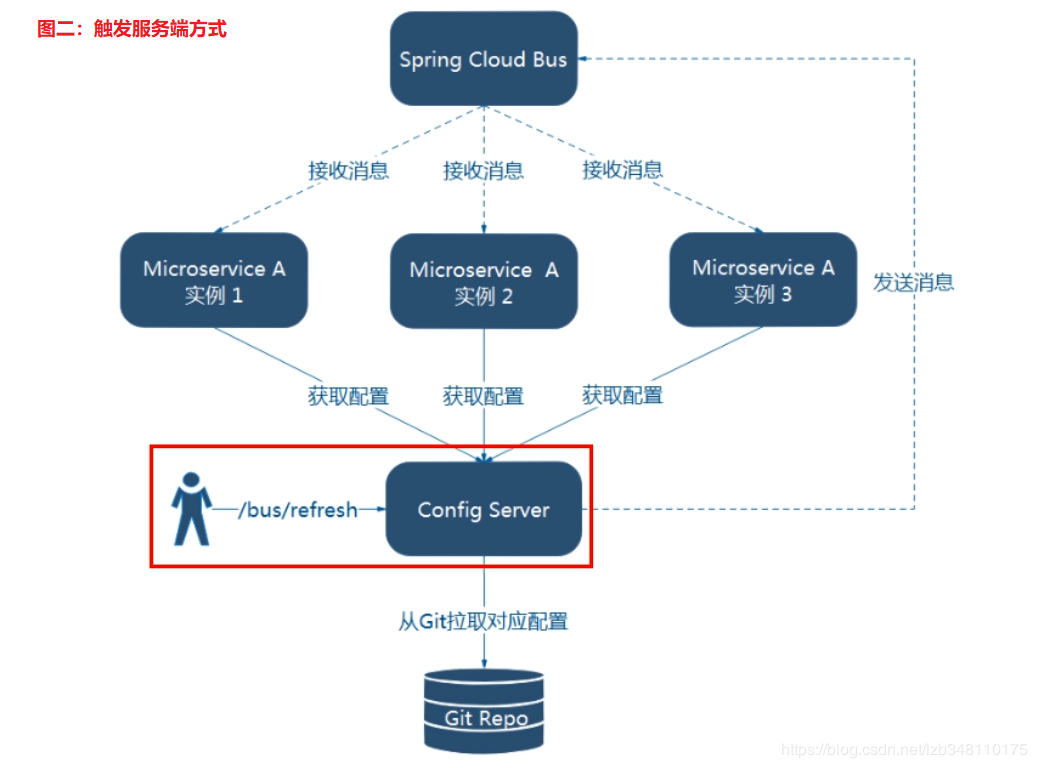 图二：触发服务端方式
Spring Cloud Bus
接收消息
接收消息
接收消息
Microservice A
实例 1
Microservice A
实例 2
Microservice A
实例 3
发送消息
获取配置
获取配置
获取配置
/bus/refresh
Config Server
从Git拉取对应配置
Git Repo
https://blog.csdn.net/lzb348110175